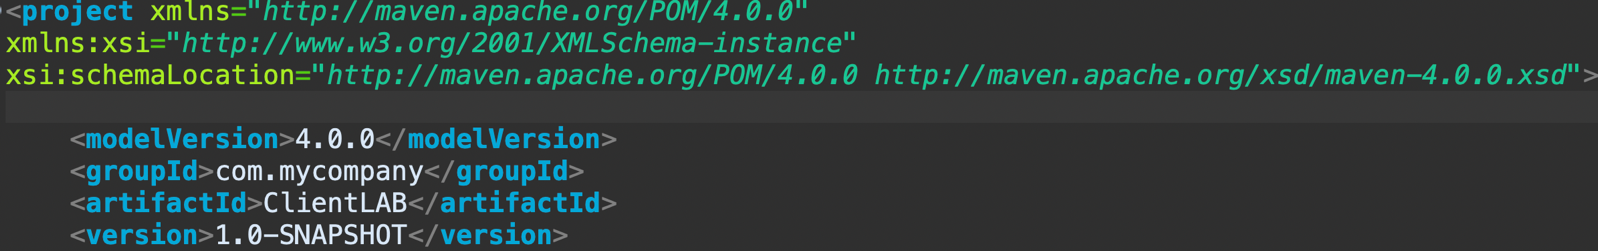 <project xmlns="http://maven.apache.org/POM/4.0.0"
xmlns:xsi="http://www.w3.org/2001/XMLSchema-instance"
xsi:schemaLocation="http://maven.apache.org/POM/4.0.0 http://maven.apache.org/xsd/maven-4.0.0.xsd">
<modelVersion>4.0.0</modelVersion>
<groupId>com.mycompany</groupId>
<artifactId>ClientLAB</artifactId>
<version>1.0-SNAPSHOT</version>